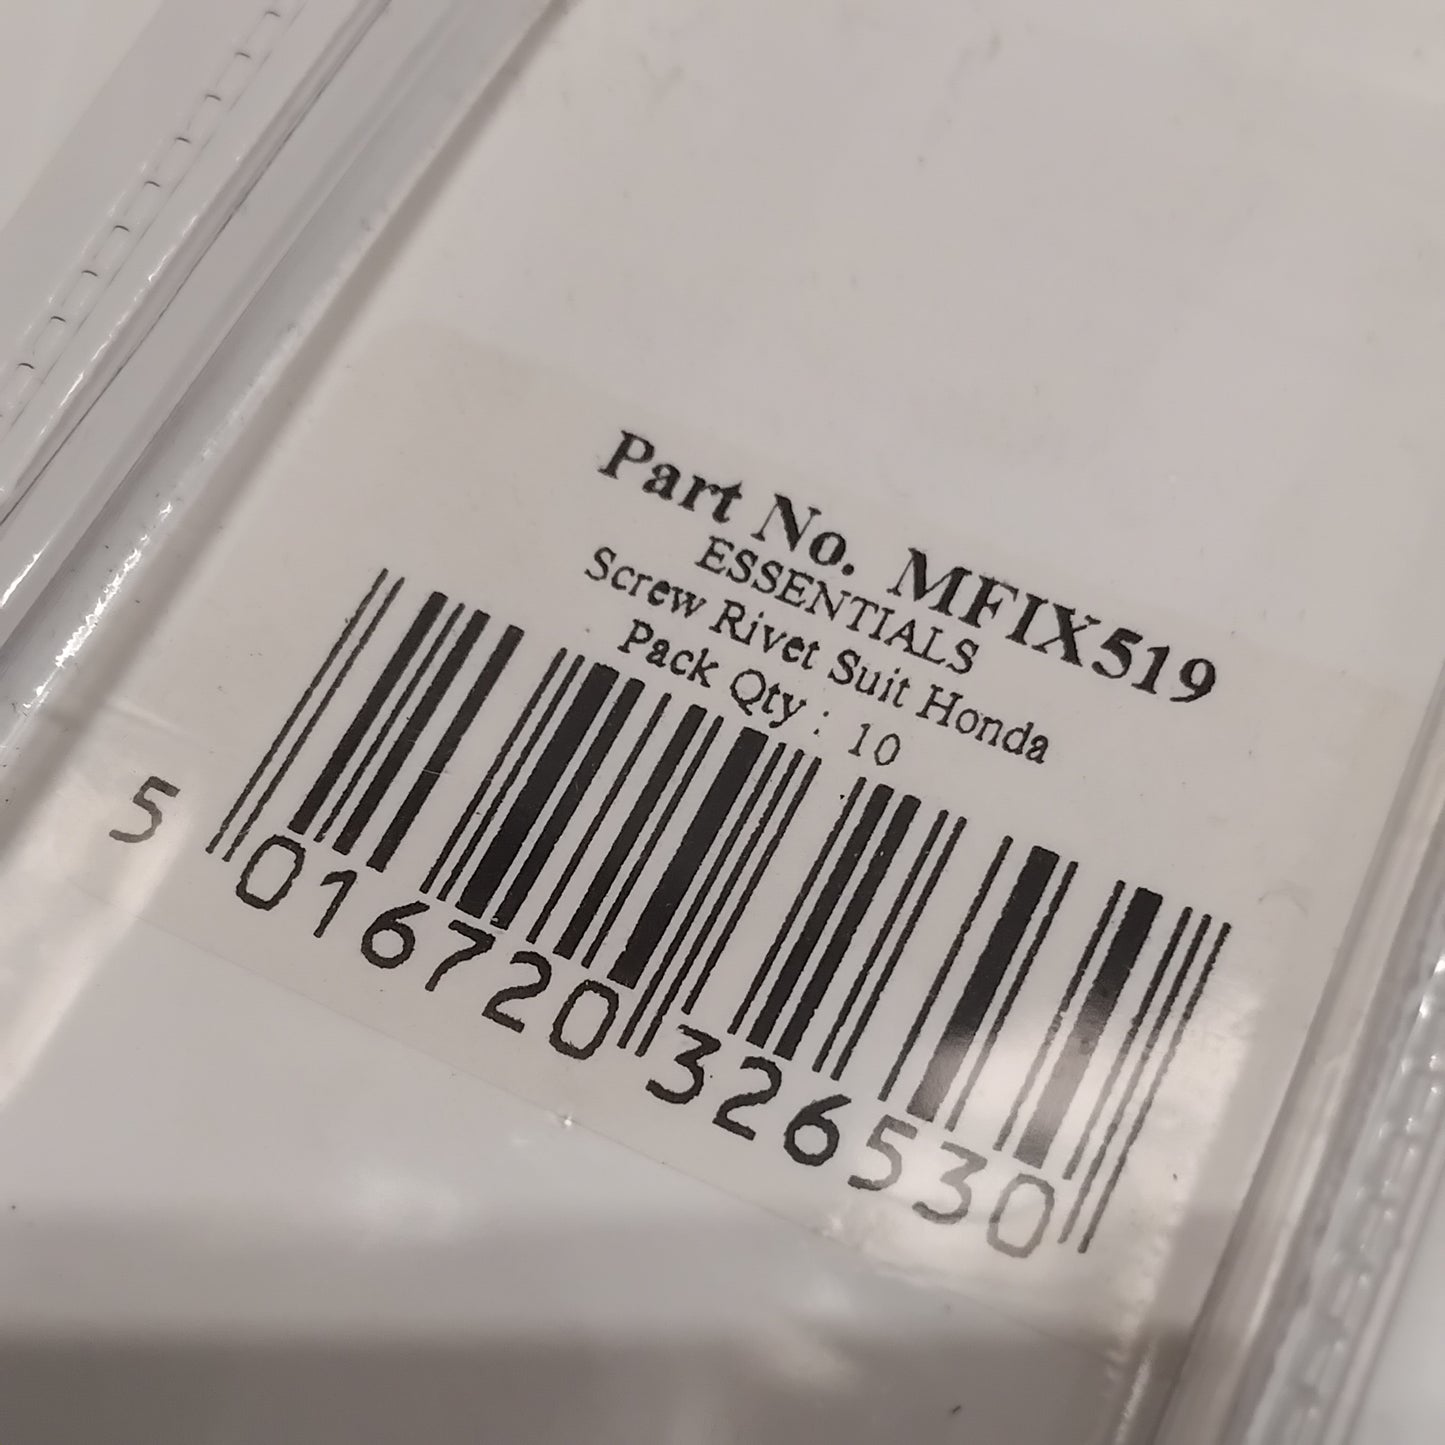 Part No. MFIX519
ESSENTIALS
Screw Rivet Suit Honda
Pack Qty : 10
5 016720 326530